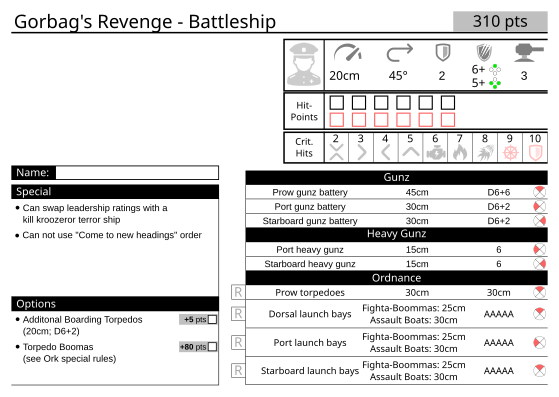 Gorbag's Revenge - Battleship
310 pts
20cm 45° 2 6+ 5+ 3
Hit-
Points
Crit.
Hits
2 3 4 5 6 7 8 9 10
Name:
Special
• Can swap leadership ratings with a
kill kroozeror terror ship
• Can not use "Come to new headings" order
Options
• Additonal Boarding Torpedos +5 pts
(20cm; D6+2)
• Torpedo Boomas +80 pts
(see Ork special rules)
Gunz
Prow gunz battery 45cm D6+6
Port gunz battery 30cm D6+2
Starboard gunz battery 30cm D6+2
Heavy Gunz
Port heavy gunz 15cm 6
Starboard heavy gunz 15cm 6
Ordnance
R Prow torpedoes 30cm 30cm
R Dorsal launch bays Fighta-Boommas: 25cm AAAAA
Assault Boats: 30cm
R Port launch bays Fighta-Boommas: 25cm AAAAA
Assault Boats: 30cm
R Starboard launch bays Fighta-Boommas: 25cm AAAAA
Assault Boats: 30cm